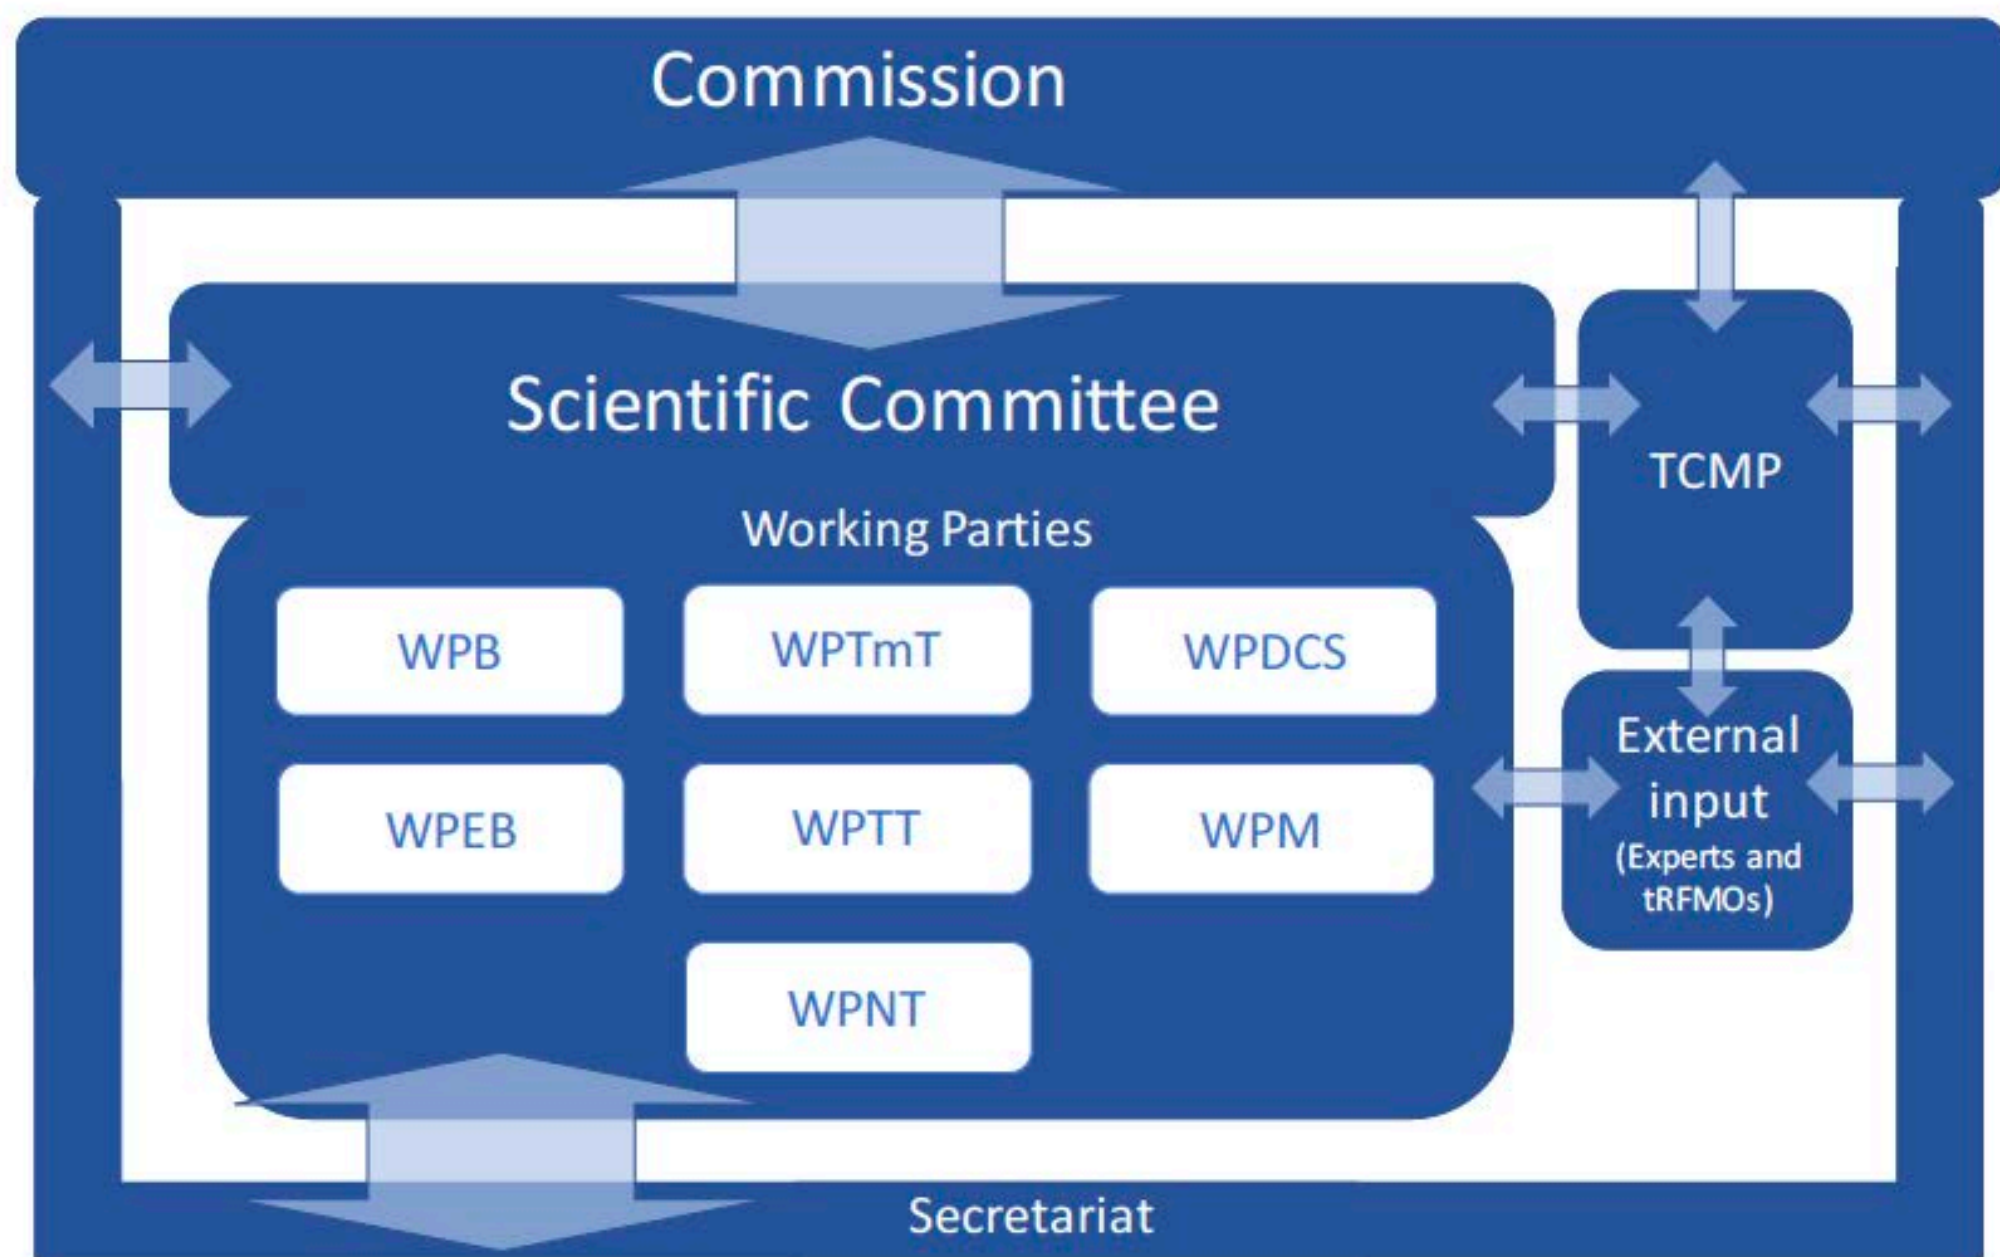 Commission
Scientific Committee
TCMP
Working Parties
WPB
WPTmT
WPDCS
WPEB
WPTT
WPM
WPNT
External
input
(Experts and
tRFMOs)
Secretariat